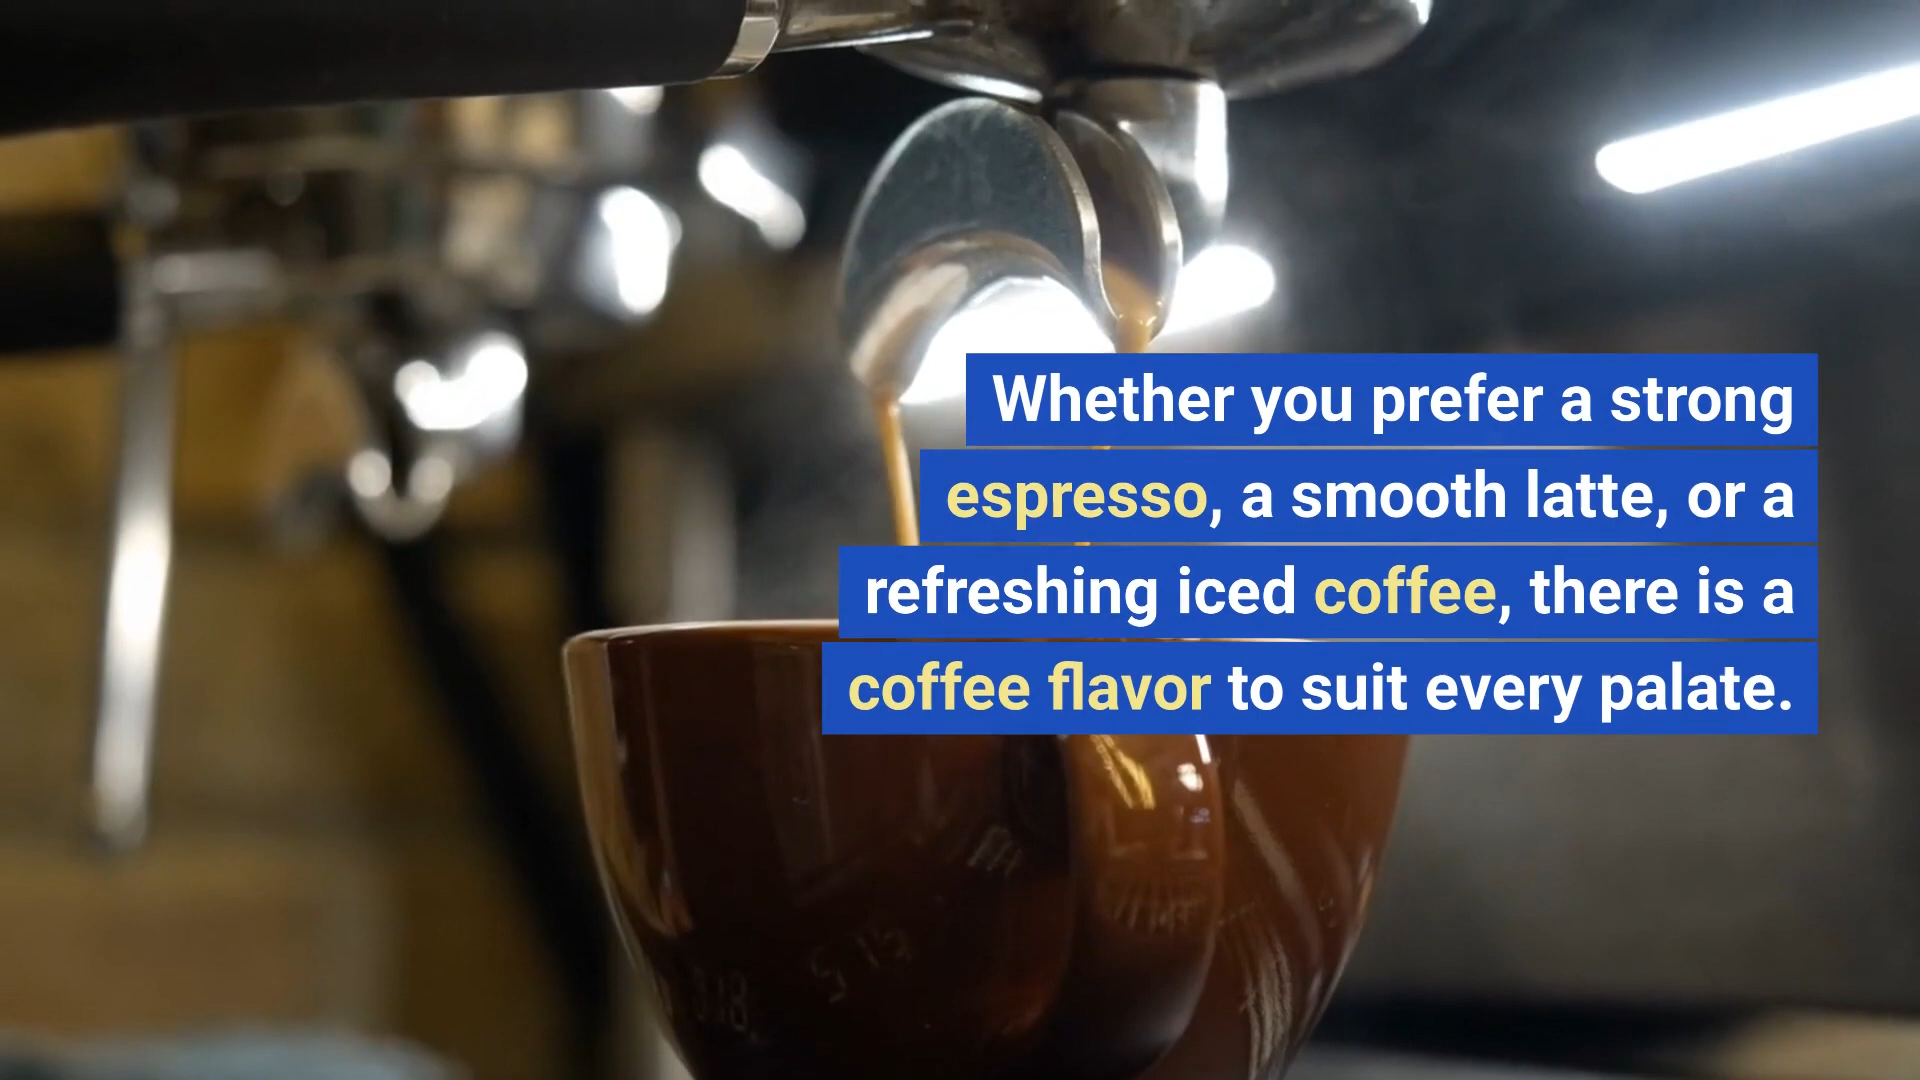 Whether you prefer a strong
espresso, a smooth latte, or a
refreshing iced coffee, there is a
coffee flavor to suit every palate.